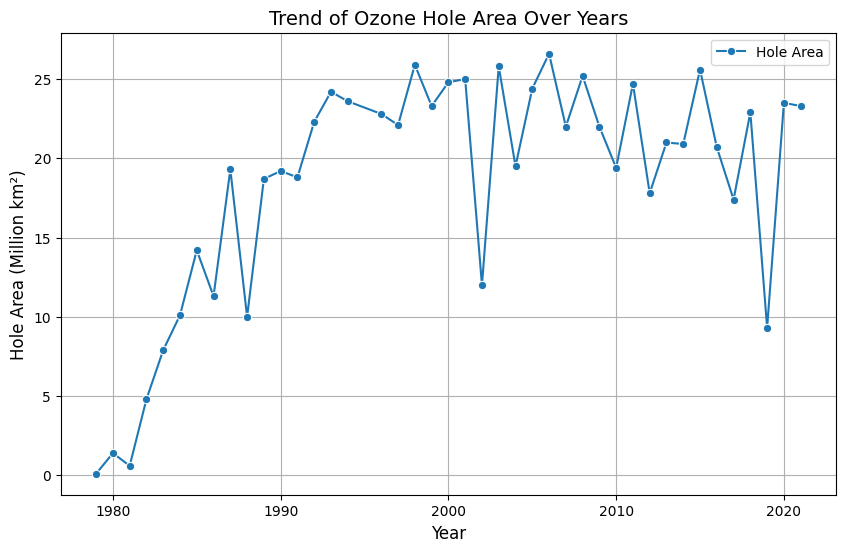 Trend of Ozone Hole Area Over Years
Hole Area
25
20
15
10
5
0
Hole Area (Million km²)
1980 1990 2000 2010 2020
Year